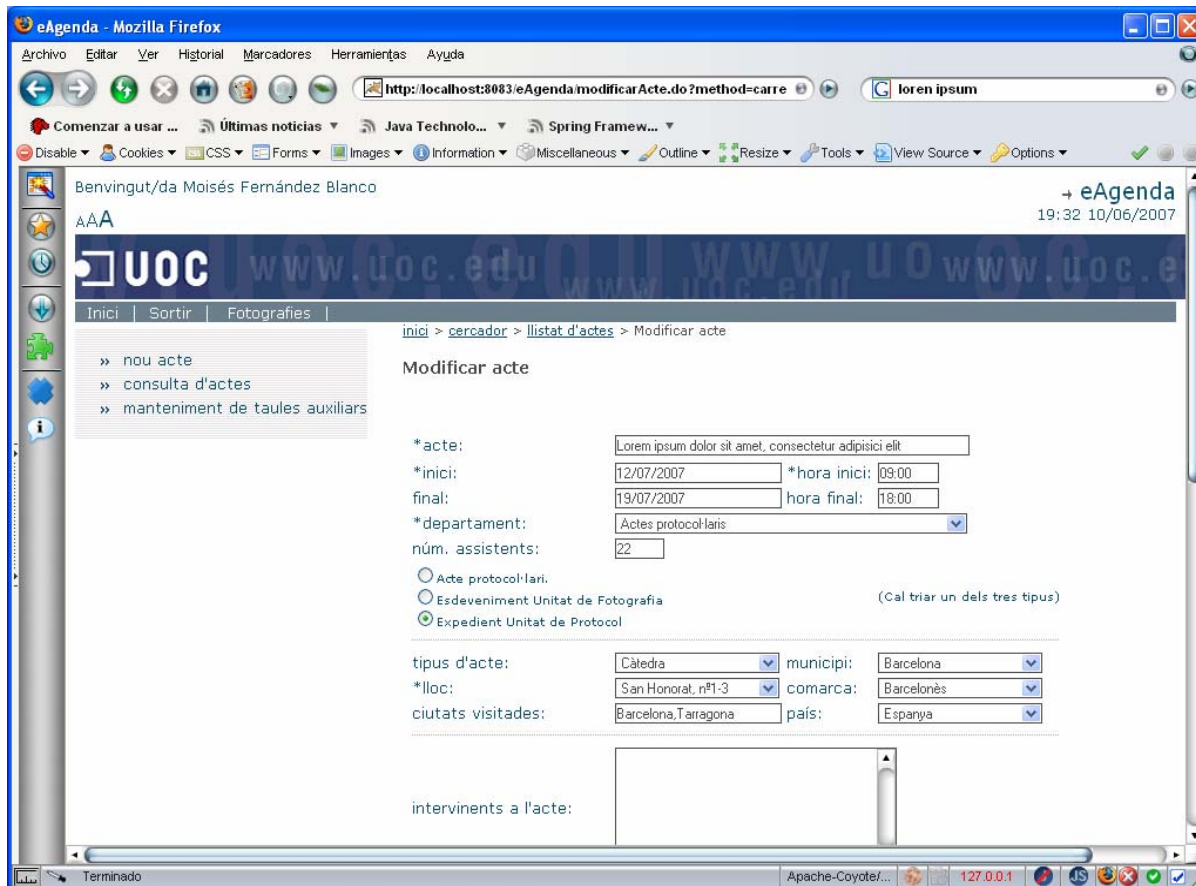 eAgenda - Mozilla Firefox
Archivo Editar Ver Historial Marcadores Herramientas Ayuda
http://localhost:8083/eAgenda/modificarActe.do?method=carre
G loren ipsum
Comenzar a usar ... Últimas noticias Java Technolo... Spring Framew...
Disable Cookies CSS Forms Images Information Miscellaneous Outline Resize Tools View Source Options
Benvingut/da Moisés Fernández Blanco
→ eAgenda
AAA
19:32 10/06/2007
UOC www.uoc.edu www.uoc.edu www.uo www.uoc.e
Inici | Sortir | Fotografies |
inici > cercador > llistat d'actes > Modificar acte
» nou acte
» consulta d'actes
» manteniment de taules auxiliars
Modificar acte
*acte: Lorem ipsum dolor sit amet, consectetur adipisici elit
*inici: 12/07/2007 *hora inici: 09:00
final: 19/07/2007 hora final: 18:00
*departament: Actes protocol·laris
núm. assistents: 22
Acte protocol·lari.
Esdeveniment Unitat de Fotografia (Cal triar un dels tres tipus)
Expedient Unitat de Protocol
tipus d'acte: Càtedra municipi: Barcelona
*lloc: San Honorat, nº1-3 comarca: Barcelonès
ciutats visitades: Barcelona,Tarragona país: Espanya
intervinents a l'acte:
Terminado Apache-Coyote/... 127.0.0.1 JS